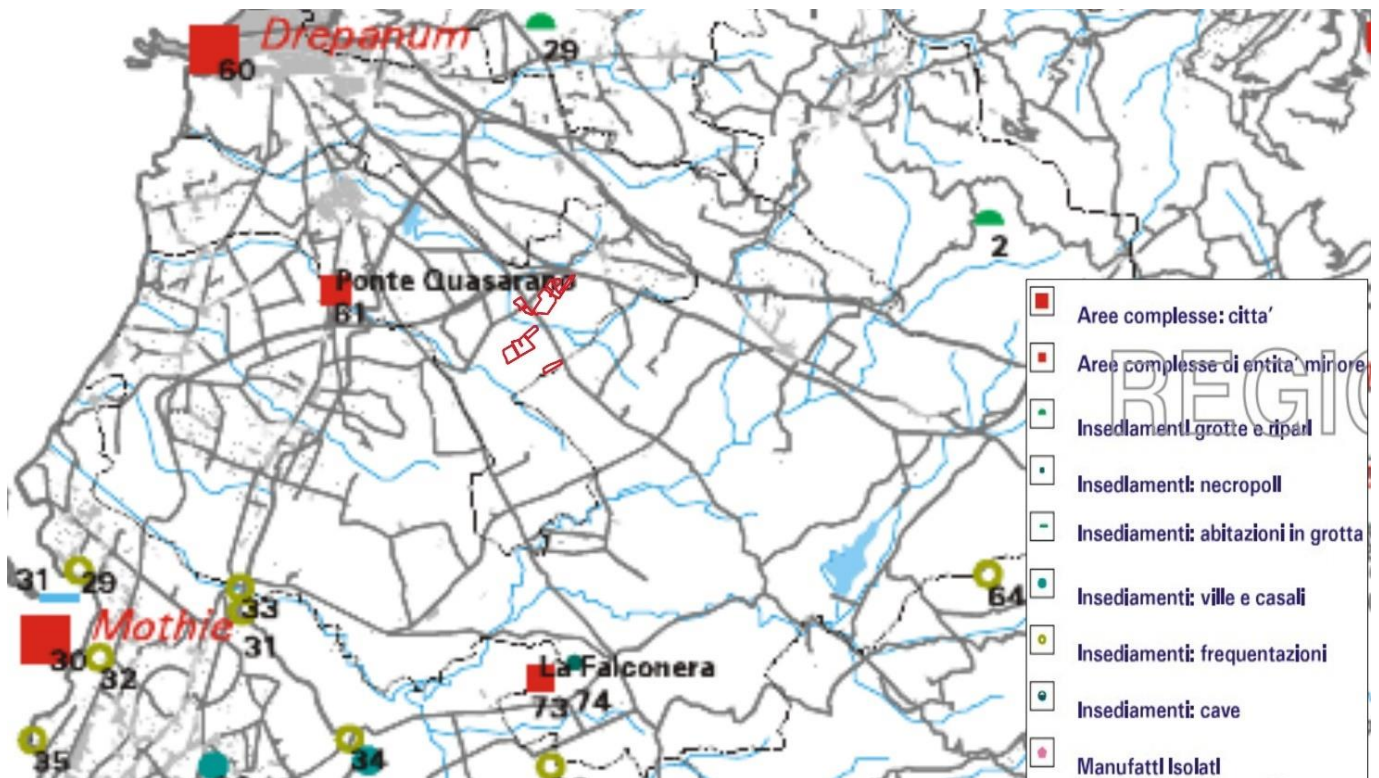 Drepanum
60
29
2
Ponte Quasarano
61
31
29
33
Mothie
31
30
32
64
La Falconera
73
74
35
34
Aree complesse: citta'
Aree complesse di entita' minore
REGIO
Insediamenti grotte e ripari
Insediamenti: necropoli
Insediamenti: abitazioni in grotta
Insediamenti: ville e casali
Insediamenti: frequentazioni
Insediamenti: cave
Manufatti Isolati